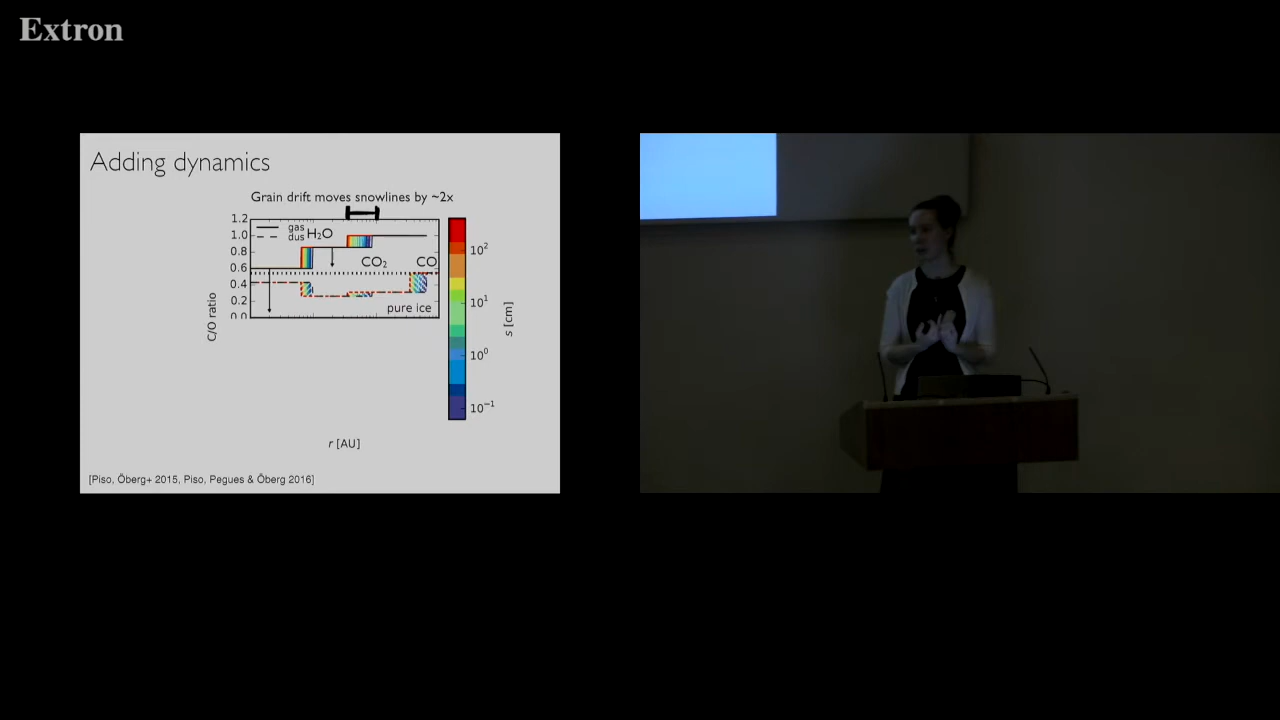 Extron
Adding dynamics
Grain drift moves snowlines by ~2x
1.2
1.0
0.8
0.6
0.4
0.2
0.0
C/O ratio
gas
dus
H₂O
CO₂
CO
pure ice
10²
10¹
10⁰
10⁻¹
s [cm]
r [AU]
[Piso, Öberg+ 2015, Piso, Pegues & Öberg 2016]